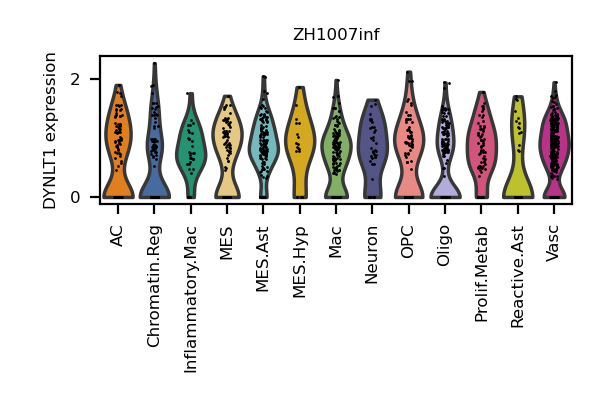 ZH1007inf
DYNLT1 expression
2
0
AC
Chromatin.Reg
Inflammatory.Mac
MES
MES.Ast
MES.Hyp
Mac
Neuron
OPC
Oligo
Prolif.Metab
Reactive.Ast
Vasc